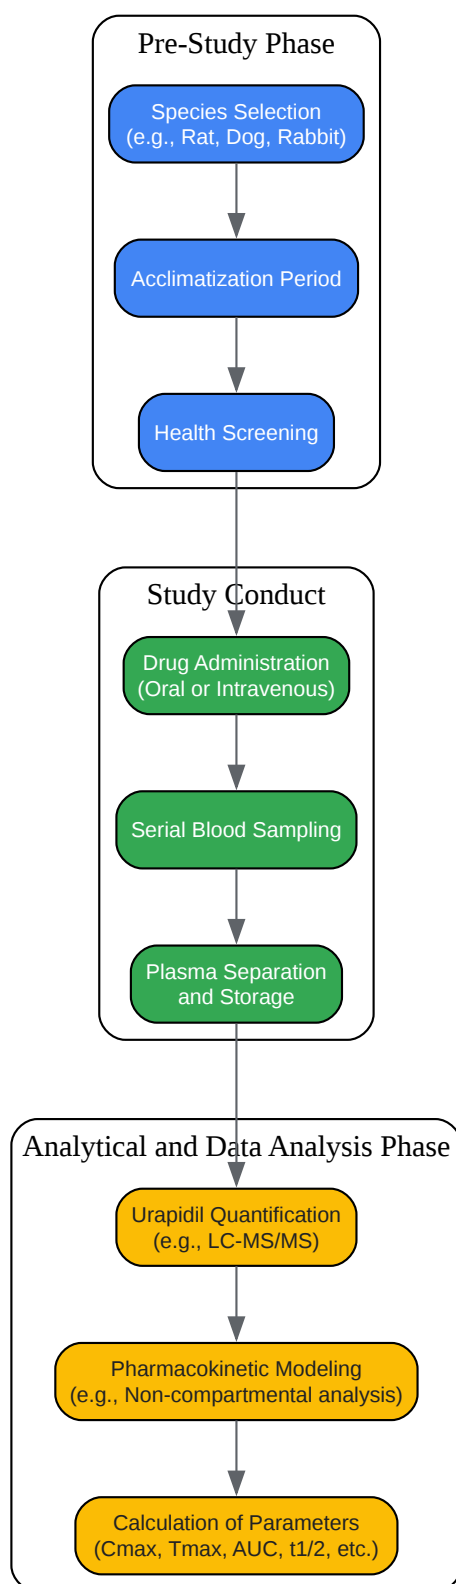 Pre-Study Phase
Species Selection
(e.g., Rat, Dog, Rabbit)
Acclimatization Period
Health Screening
Study Conduct
Drug Administration
(Oral or Intravenous)
Serial Blood Sampling
Plasma Separation
and Storage
Analytical and Data Analysis Phase
Urapidil Quantification
(e.g., LC-MS/MS)
Pharmacokinetic Modeling
(e.g., Non-compartmental analysis)
Calculation of Parameters
(Cmax, Tmax, AUC, t1/2, etc.)